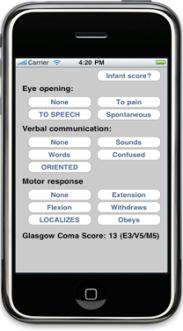 Carrier 4:20 PM
Infant score?
Eye opening:
None To pain
TO SPEECH Spontaneous
Verbal communication:
None Sounds
Words Confused
ORIENTED
Motor response
None Extension
Flexion Withdraws
LOCALIZES Obeys
Glasgow Coma Score: 13 (E3/V5/M5)